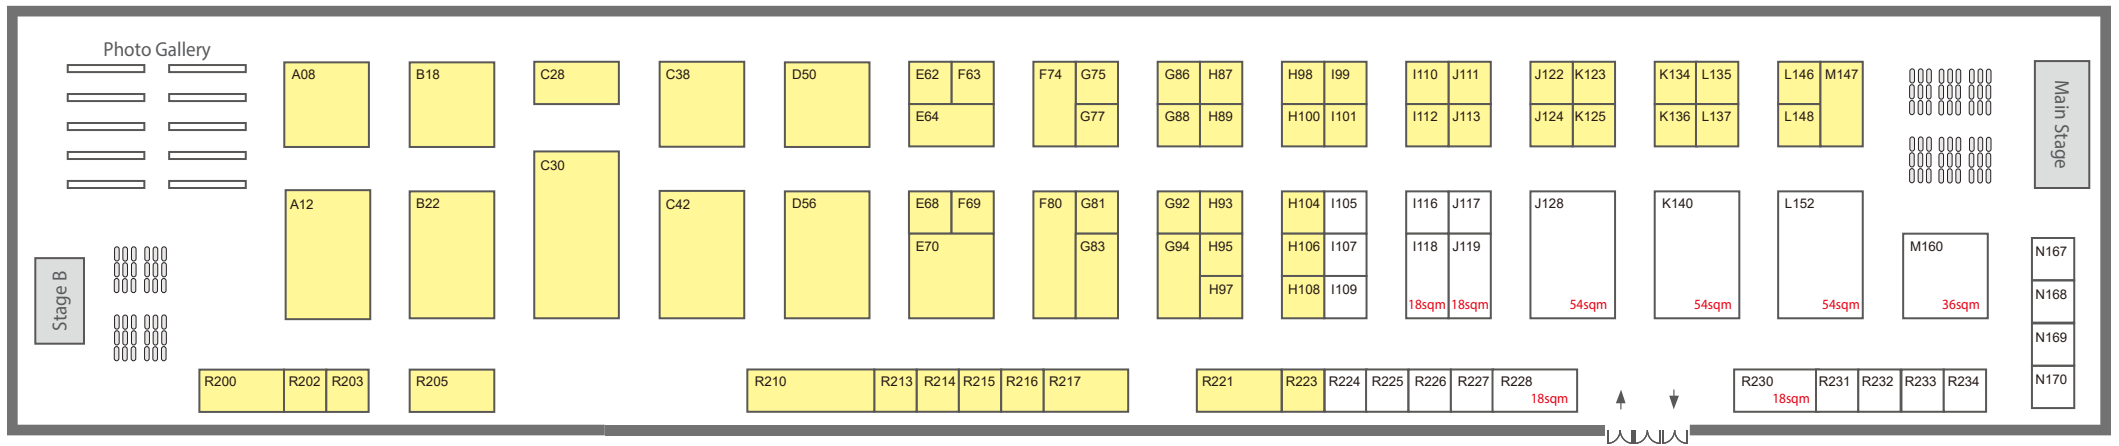 Photo Gallery
A08
B18
C28
C38
D50
E62
F63
F74
G75
G86
H87
H98
I99
I110
J111
J122
K123
K134
L135
L146
M147
E64
G77
G88
H89
H100
I101
I112
J113
J124
K125
K136
L137
L148
Main Stage
C30
A12
B22
C42
D56
E68
F69
F80
G81
G92
H93
H104
I105
I116
J117
J128
K140
L152
E70
G83
G94
H95
H106
I107
I118
J119
M160
N167
H97
H108
I109
N168
18sqm
18sqm
54sqm
54sqm
54sqm
36sqm
Stage B
N169
R200
R202
R203
R205
R210
R213
R214
R215
R216
R217
R221
R223
R224
R225
R226
R227
R228
18sqm
R230
18sqm
R231
R232
R233
R234
N170